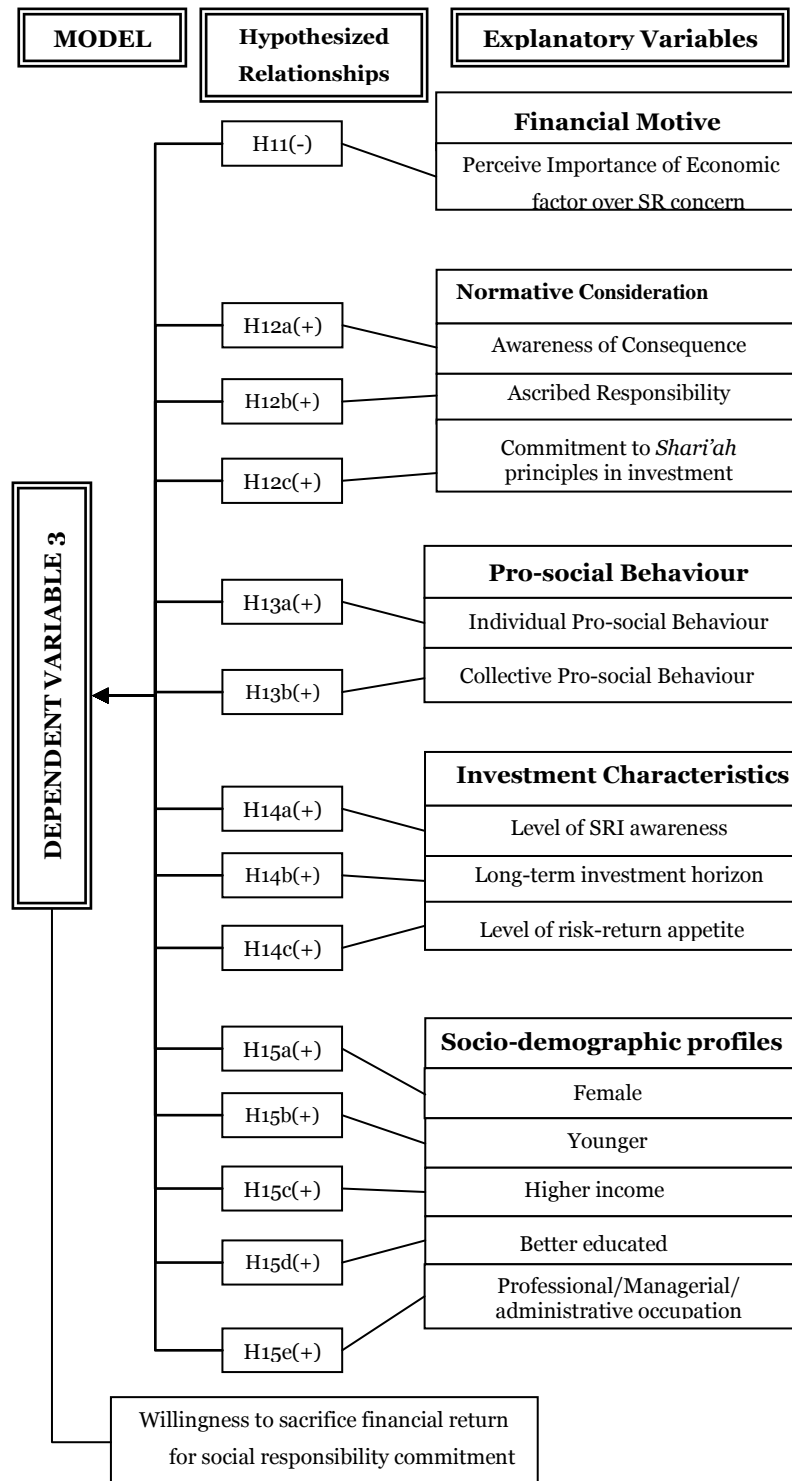 MODEL
Hypothesized
Relationships
Explanatory Variables
H11(-)
Financial Motive
Perceive Importance of Economic
factor over SR concern
Normative Consideration
H12a(+)
Awareness of Consequence
H12b(+)
Ascribed Responsibility
H12c(+)
Commitment to Shari’ah
principles in investment
DEPENDENT VARIABLE 3
Pro-social Behaviour
H13a(+)
Individual Pro-social Behaviour
H13b(+)
Collective Pro-social Behaviour
Investment Characteristics
H14a(+)
Level of SRI awareness
H14b(+)
Long-term investment horizon
H14c(+)
Level of risk-return appetite
H15a(+)
Socio-demographic profiles
Female
H15b(+)
Younger
H15c(+)
Higher income
H15d(+)
Better educated
Professional/Managerial/
administrative occupation
H15e(+)
Willingness to sacrifice financial return
for social responsibility commitment